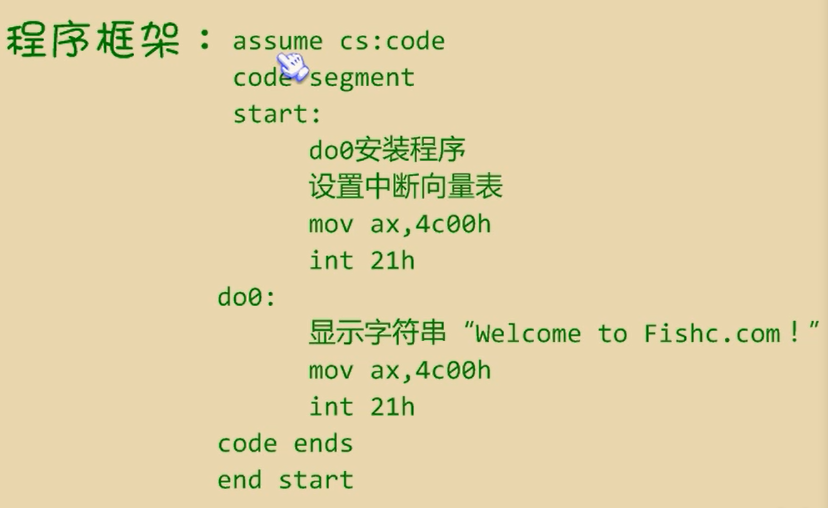 程序框架：assume cs:code
code segment
start:
do0安装程序
设置中断向量表
mov ax,4c00h
int 21h
do0:
显示字符串“Welcome to Fishc.com！”
mov ax,4c00h
int 21h
code ends
end start